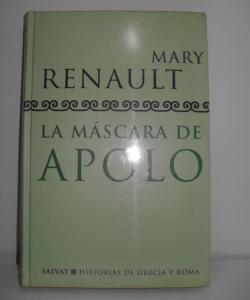 MARY
RENAULT
LA MÁSCARA DE
APOLO
SALVAT ■ HISTORIAS DE GRECIA Y ROMA